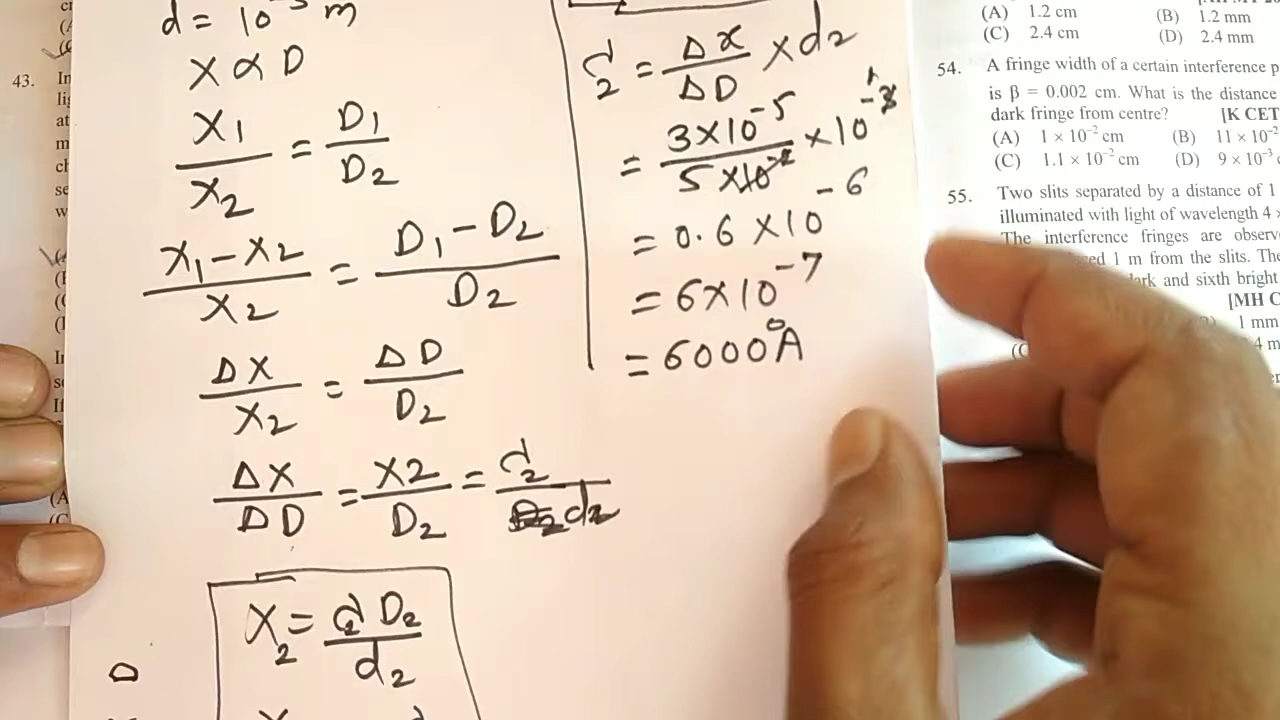 d = 10⁻³ m
X ∝ D
X1/X2 = D1/D2
X1 - X2/X2 = D1 - D2/D2
ΔX/X2 = ΔD/D2
ΔX/ΔD = X2/D2 = λ2/d2
X2 = λ2 D2/d2
λ2 = Δx/ΔD × d2
= 3×10⁻⁵/5×10⁻² × 10⁻³
= 0.6 × 10⁻⁶
= 6×10⁻⁷
= 6000 Å
43.
(A) 1.2 cm (B) 1.2 mm
(C) 2.4 cm (D) 2.4 mm
54. A fringe width of a certain interference
is β = 0.002 cm. What is the distance
dark fringe from centre? [K CET
(A) 1 × 10⁻² cm (B) 11 × 10⁻²
(C) 1.1 × 10⁻² cm (D) 9 × 10⁻³
55. Two slits separated by a distance of 1
illuminated with light of wavelength 4
The interference fringes are
1 m from the slits.
and sixth bright
[MH C
1 mm